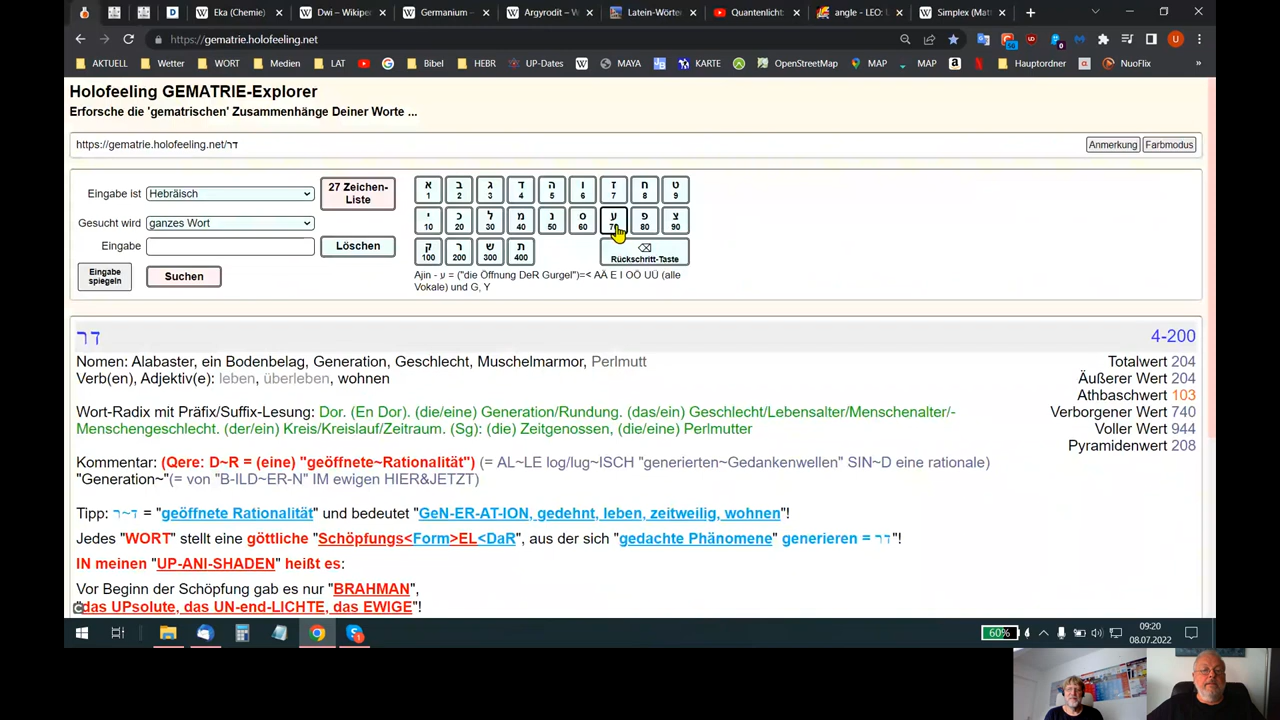 Eka (Chemie)
Dwi – Wikipe
Germanium –
Argyrodit – W
Latein-Wörte
Quantenlicht:
angle - LEO: Ü
Simplex (Mat
https://gematrie.holofeeling.net
AKTUELL Wetter WORT Medien LAT Bibel HEBR UP-Dates MAYA KARTE OpenStreetMap MAP MAP Hauptordner NuoFlix »
Holofeeling GEMATRIE-Explorer
Erforsche die 'gematrischen' Zusammenhänge Deiner Worte ...
https://gematrie.holofeeling.net/דר
Anmerkung Farbmodus
Eingabe ist Hebräisch
27 Zeichen-Liste
Gesucht wird ganzes Wort
Eingabe
Löschen
Eingabe spiegeln
Suchen
א ב ג ד ה ו ז ח ט
1 2 3 4 5 6 7 8 9
י כ ל מ נ ס ע פ צ
10 20 30 40 50 60 70 80 90
ק ר ש ת
100 200 300 400
⌫
Rückschritt-Taste
Ajin - ע = ("die Öffnung DeR Gurgel")=< AÄ E I OÖ UÜ (alle
Vokale) und G, Y
דר
4-200
Nomen: Alabaster, ein Bodenbelag, Generation, Geschlecht, Muschelmarmor, Perlmutt
Verb(en), Adjektiv(e): leben, überleben, wohnen
Totalwert 204
Äußerer Wert 204
Athbaschwert 103
Verborgener Wert 740
Voller Wert 944
Pyramidenwert 208
Wort-Radix mit Präfix/Suffix-Lesung: Dor. (En Dor). (die/eine) Generation/Rundung. (das/ein) Geschlecht/Lebensalter/Menschenalter/-
Menschengeschlecht. (der/ein) Kreis/Kreislauf/Zeitraum. (Sg): (die) Zeitgenossen, (die/eine) Perlmutter
Kommentar: (Qere: D~R = (eine) "geöffnete~Rationalität") (= AL~LE log/lug~ISCH "generierten~Gedankenwellen" SIN~D eine rationale)
"Generation~"(= von "B-ILD~ER-N" IM ewigen HIER&JETZT)
Tipp: ד~ר = "geöffnete Rationalität" und bedeutet "GeN-ER-AT-ION, gedehnt, leben, zeitweilig, wohnen"!
Jedes "WORT" stellt eine göttliche "Schöpfungs<Form>EL<DaR", aus der sich "gedachte Phänomene" generieren = דר"!
IN meinen "UP-ANI-SHADEN" heißt es:
Vor Beginn der Schöpfung gab es nur "BRAHMAN",
"das UPsolute, das UN-end-LICHTE, das EWIGE"!
60%
09:20
08.07.2022